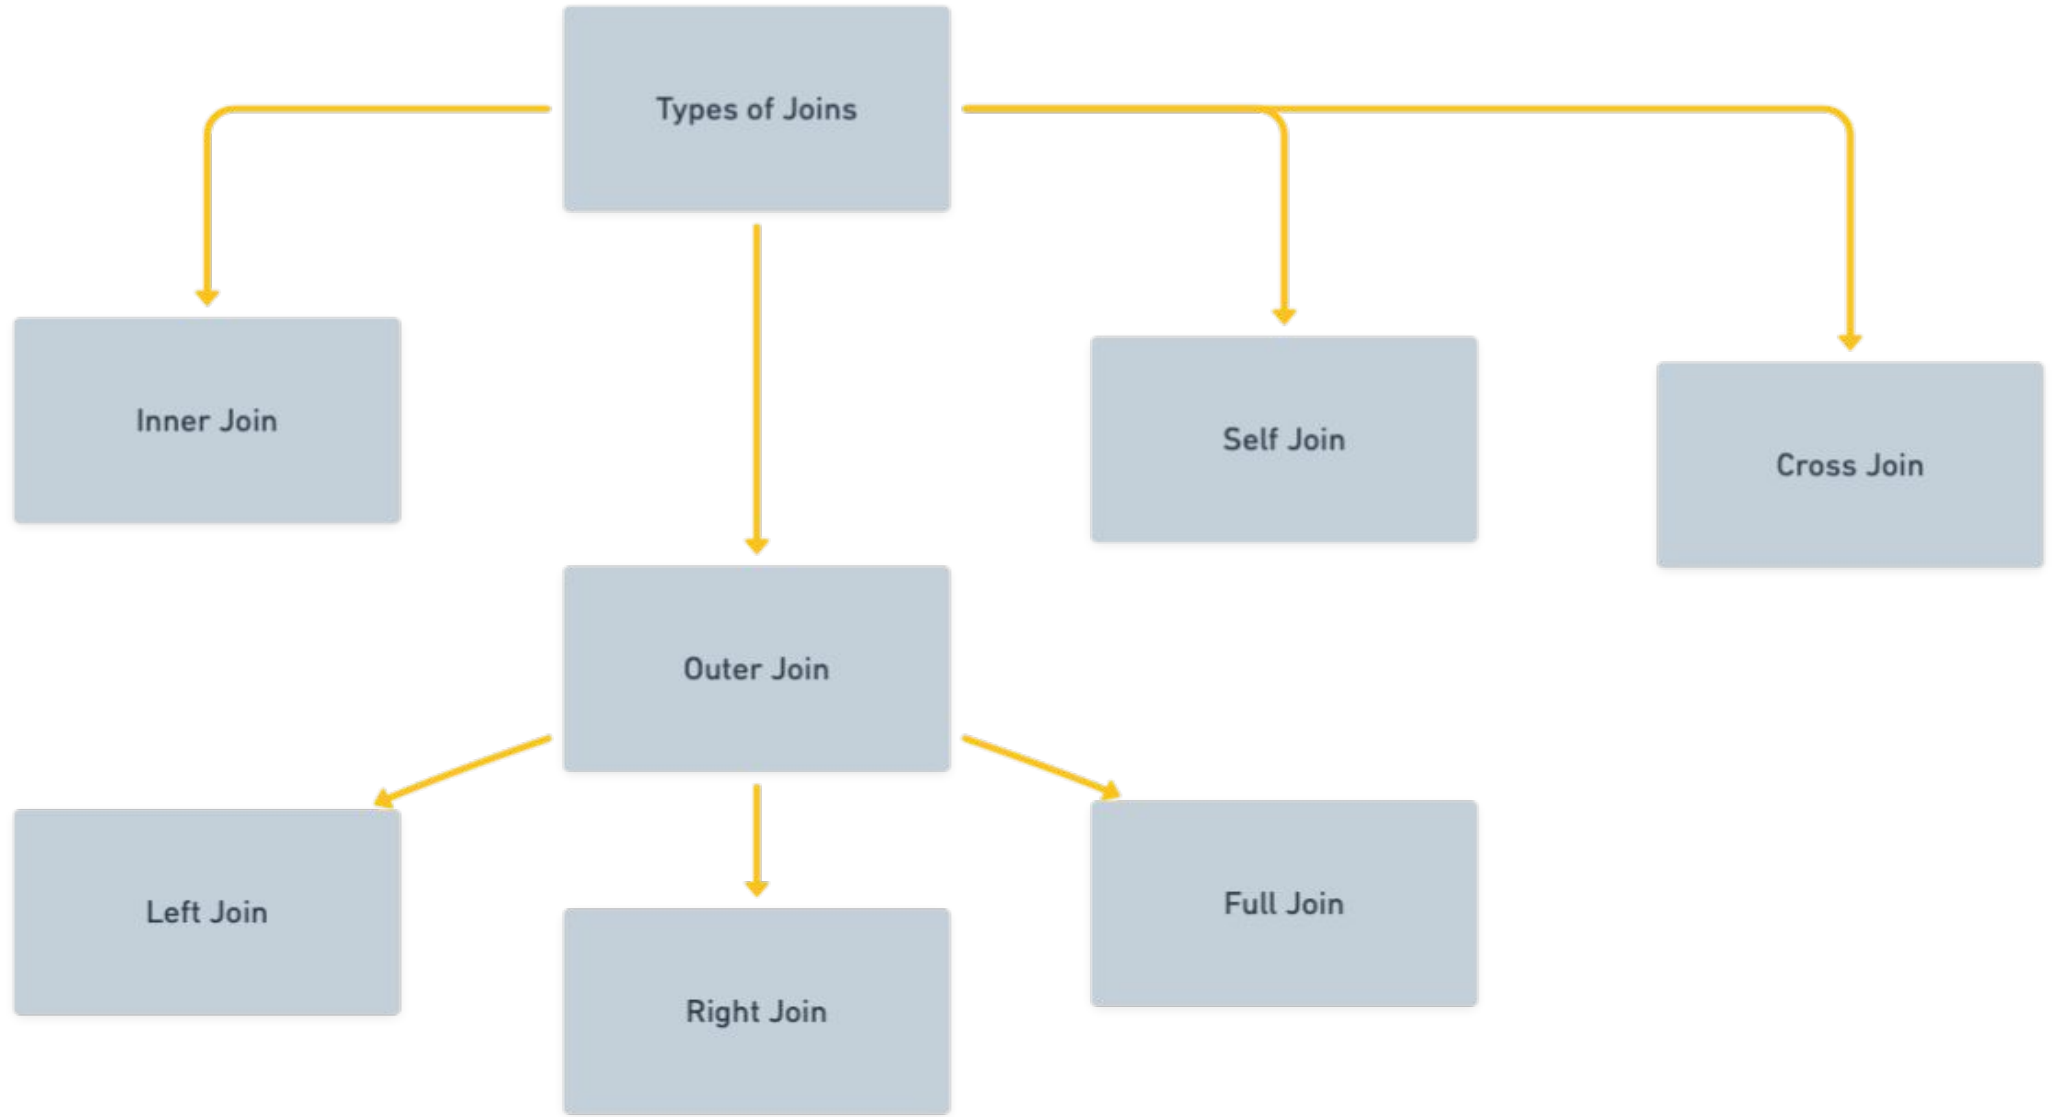 Types of Joins
Inner Join
Self Join
Cross Join
Outer Join
Left Join
Full Join
Right Join